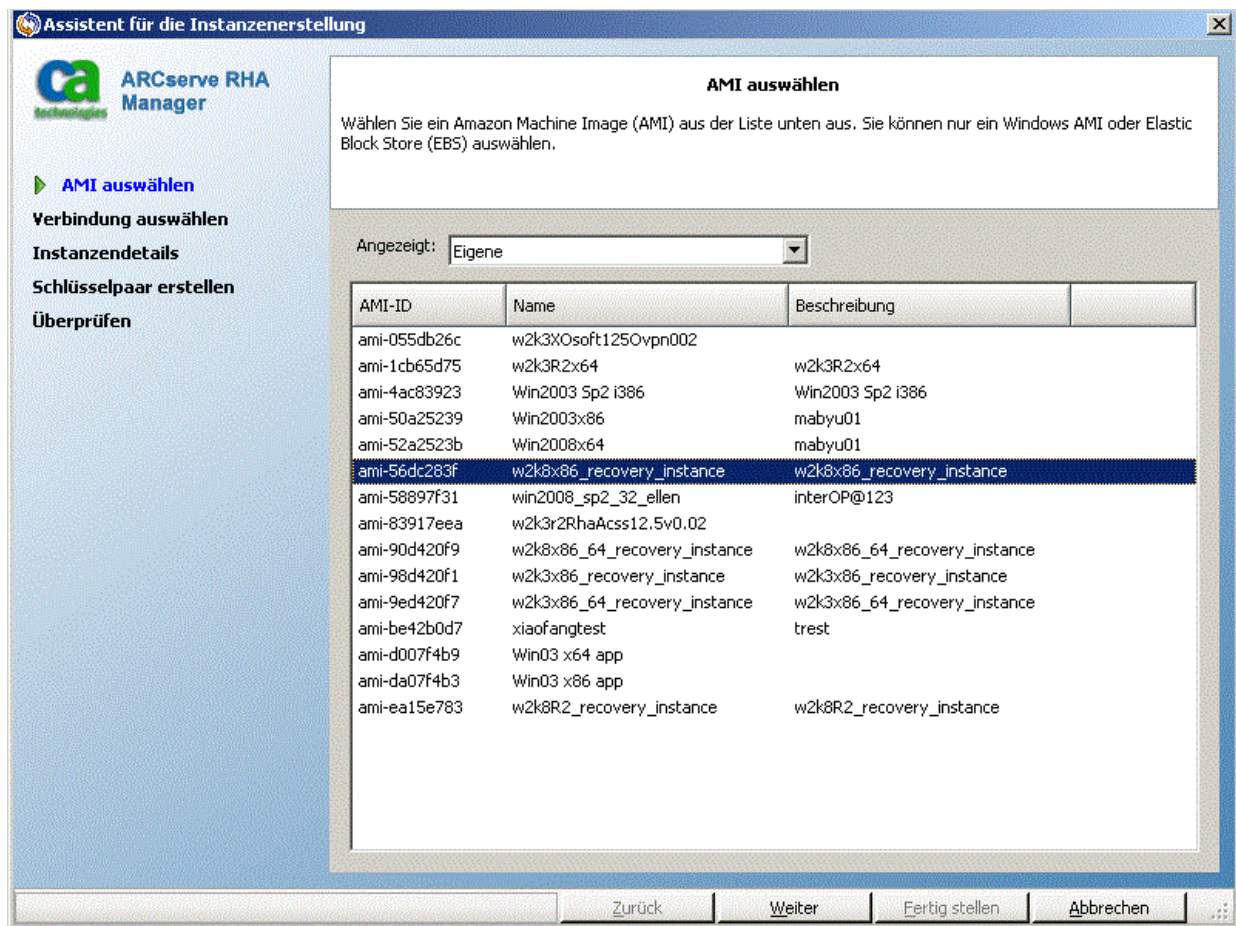 Assistent für die Instanzenerstellung
ca
technologies
ARCserve RHA
Manager
AMI auswählen
Verbindung auswählen
Instanzendetails
Schlüsselpaar erstellen
Überprüfen
AMI auswählen
Wählen Sie ein Amazon Machine Image (AMI) aus der Liste unten aus. Sie können nur ein Windows AMI oder Elastic
Block Store (EBS) auswählen.
Angezeigt: Eigene
AMI-ID Name Beschreibung
ami-055db26c w2k3XOsoft125Ovpn002
ami-1cb65d75 w2k3R2x64 w2k3R2x64
ami-4ac83923 Win2003 Sp2 i386 Win2003 Sp2 i386
ami-50a25239 Win2003x86 mabyu01
ami-52a2523b Win2008x64 mabyu01
ami-56dc283f w2k8x86_recovery_instance w2k8x86_recovery_instance
ami-58897f31 win2008_sp2_32_ellen interOP@123
ami-83917eea w2k3r2RhaAcss12.5v0.02
ami-90d420f9 w2k8x86_64_recovery_instance w2k8x86_64_recovery_instance
ami-98d420f1 w2k3x86_recovery_instance w2k3x86_recovery_instance
ami-9ed420f7 w2k3x86_64_recovery_instance w2k3x86_64_recovery_instance
ami-be42b0d7 xiaofangtest trest
ami-d007f4b9 Win03 x64 app
ami-da07f4b3 Win03 x86 app
ami-ea15e783 w2k8R2_recovery_instance w2k8R2_recovery_instance
Zurück Weiter Fertig stellen Abbrechen